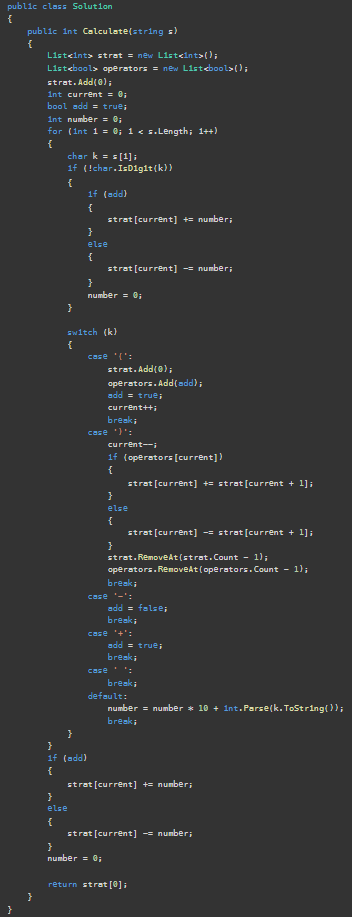 public class Solution
{
    public int Calculate(string s)
    {
        List<int> strat = new List<int>();
        List<bool> operators = new List<bool>();
        strat.Add(0);
        int current = 0;
        bool add = true;
        int number = 0;
        for (int i = 0; i < s.Length; i++)
        {
            char k = s[i];
            if (!char.IsDigit(k))
            {
                if (add)
                {
                    strat[current] += number;
                }
                else
                {
                    strat[current] -= number;
                }
                number = 0;
            }

            switch (k)
            {
                case '(':
                    strat.Add(0);
                    operators.Add(add);
                    add = true;
                    current++;
                    break;
                case ')':
                    current--;
                    if (operators[current])
                    {
                        strat[current] += strat[current + 1];
                    }
                    else
                    {
                        strat[current] -= strat[current + 1];
                    }
                    strat.RemoveAt(strat.Count - 1);
                    operators.RemoveAt(operators.Count - 1);
                    break;
                case '-':
                    add = false;
                    break;
                case '+':
                    add = true;
                    break;
                case ' ':
                    break;
                default:
                    number = number * 10 + int.Parse(k.ToString());
                    break;
            }
        }
        if (add)
        {
            strat[current] += number;
        }
        else
        {
            strat[current] -= number;
        }
        number = 0;

        return strat[0];
    }
}